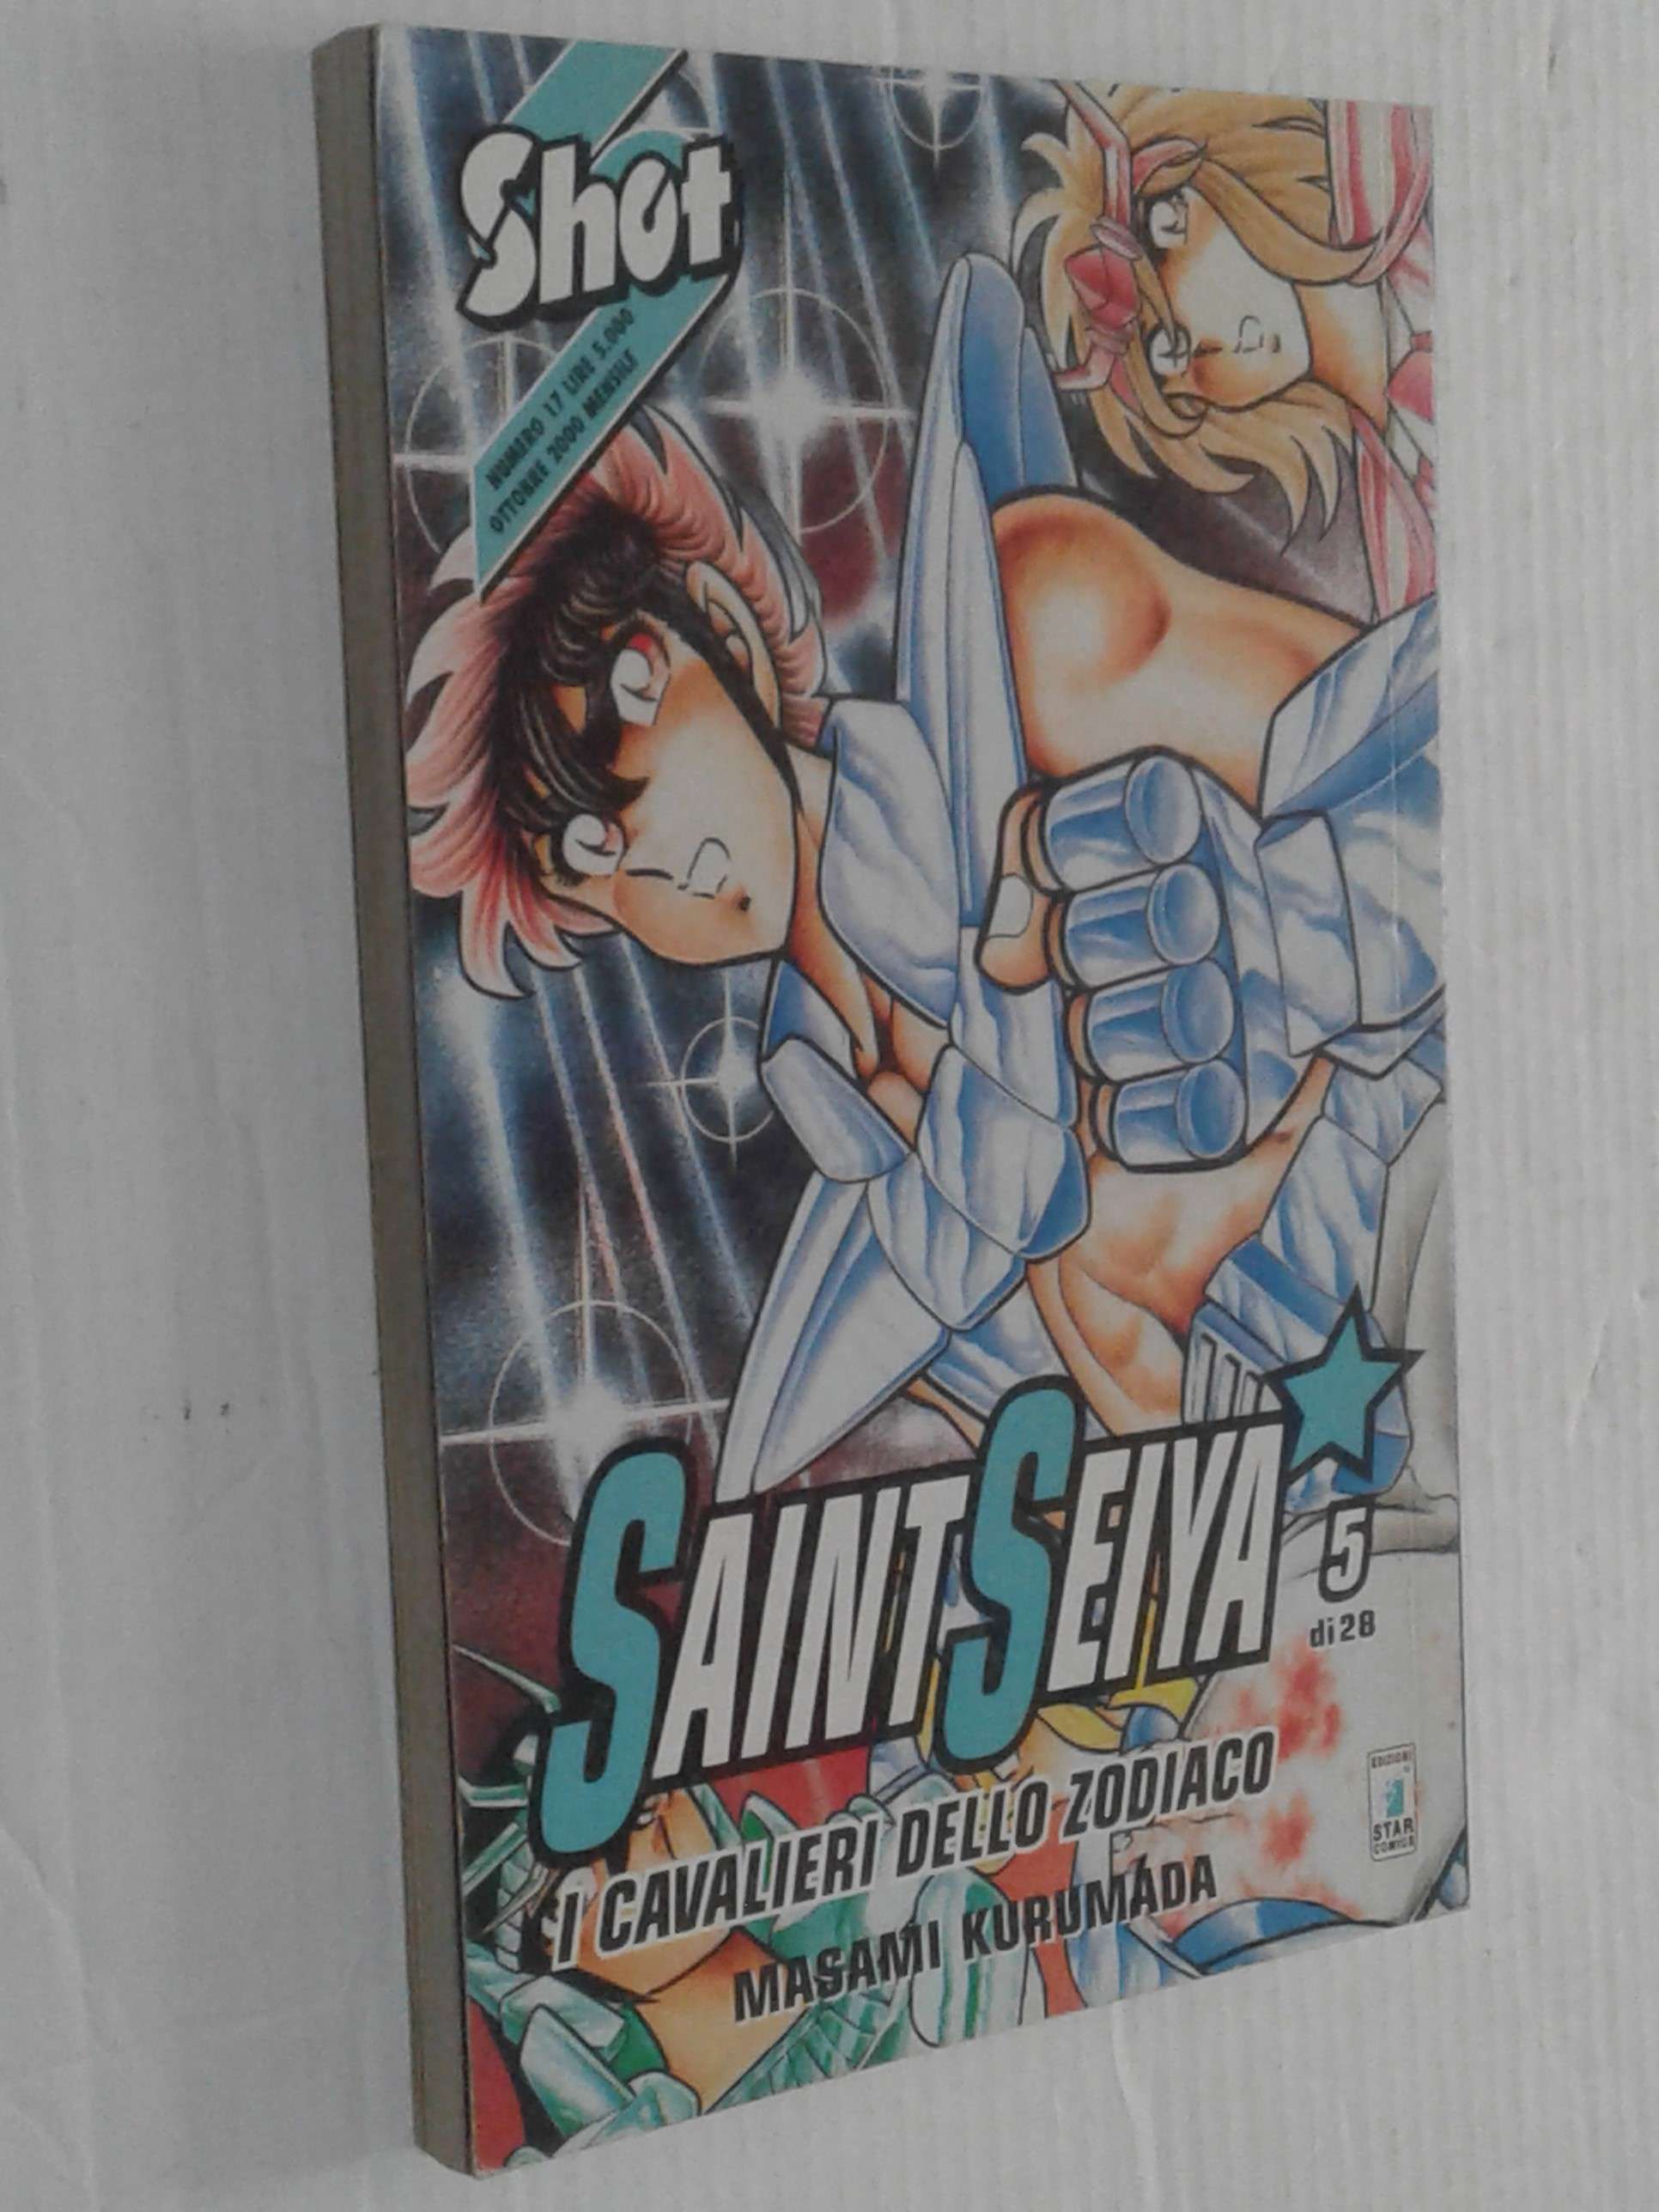 Shot
NUMERO 17 LIRE 5.000
OTTOBRE 2000 MENSILE
SAINT SEIYA
5
di 28
I CAVALIERI DELLO ZODIACO
MASAMI KURUMADA
EDIZIONI
STAR
COMICS